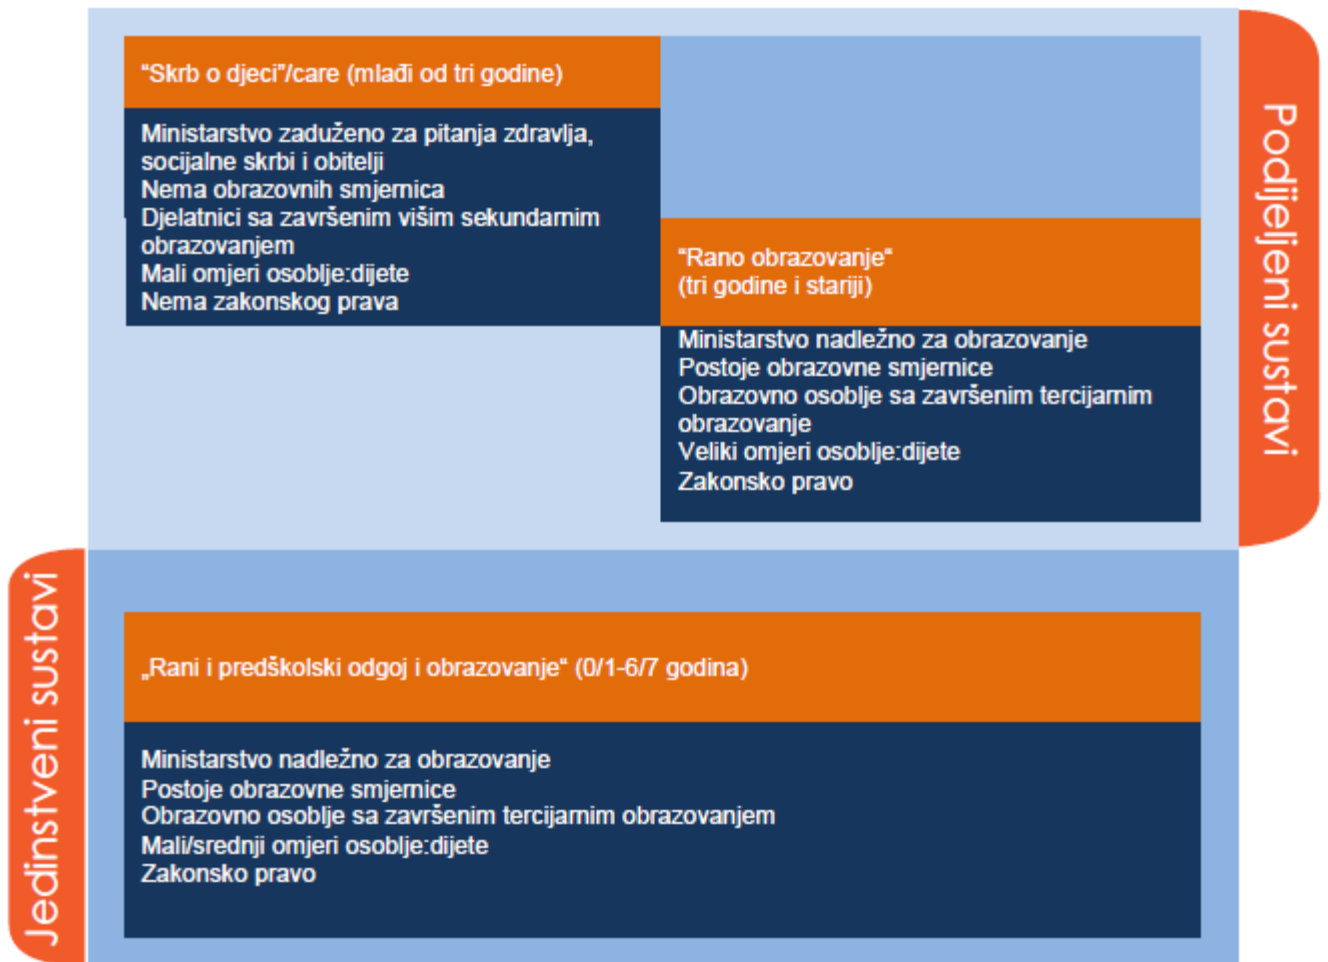 “Skrb o djeci”/care (mlađi od tri godine)
Ministarstvo zaduženo za pitanja zdravlja,
socijalne skrbi i obitelji
Nema obrazovnih smjernica
Djelatnici sa završenim višim sekundarnim
obrazovanjem
Mali omjeri osoblje:dijete
Nema zakonskog prava
“Rano obrazovanje“
(tri godine i stariji)
Ministarstvo nadležno za obrazovanje
Postoje obrazovne smjernice
Obrazovno osoblje sa završenim tercijarnim
obrazovanje
Veliki omjeri osoblje:dijete
Zakonsko pravo
Podijeljeni sustavi
Jedinstveni sustavi
„Rani i predškolski odgoj i obrazovanje“ (0/1-6/7 godina)
Ministarstvo nadležno za obrazovanje
Postoje obrazovne smjernice
Obrazovno osoblje sa završenim tercijarnim obrazovanjem
Mali/srednji omjeri osoblje:dijete
Zakonsko pravo